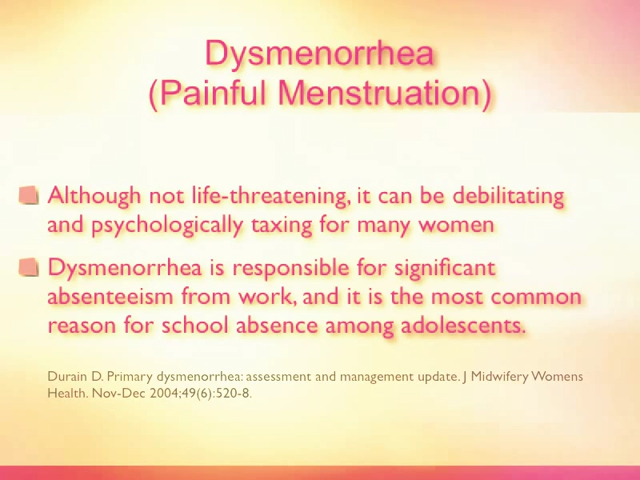 Dysmenorrhea
(Painful Menstruation)
Although not life-threatening, it can be debilitating
and psychologically taxing for many women
Dysmenorrhea is responsible for significant
absenteeism from work, and it is the most common
reason for school absence among adolescents.
Durain D. Primary dysmenorrhea: assessment and management update. J Midwifery Womens
Health. Nov-Dec 2004;49(6):520-8.